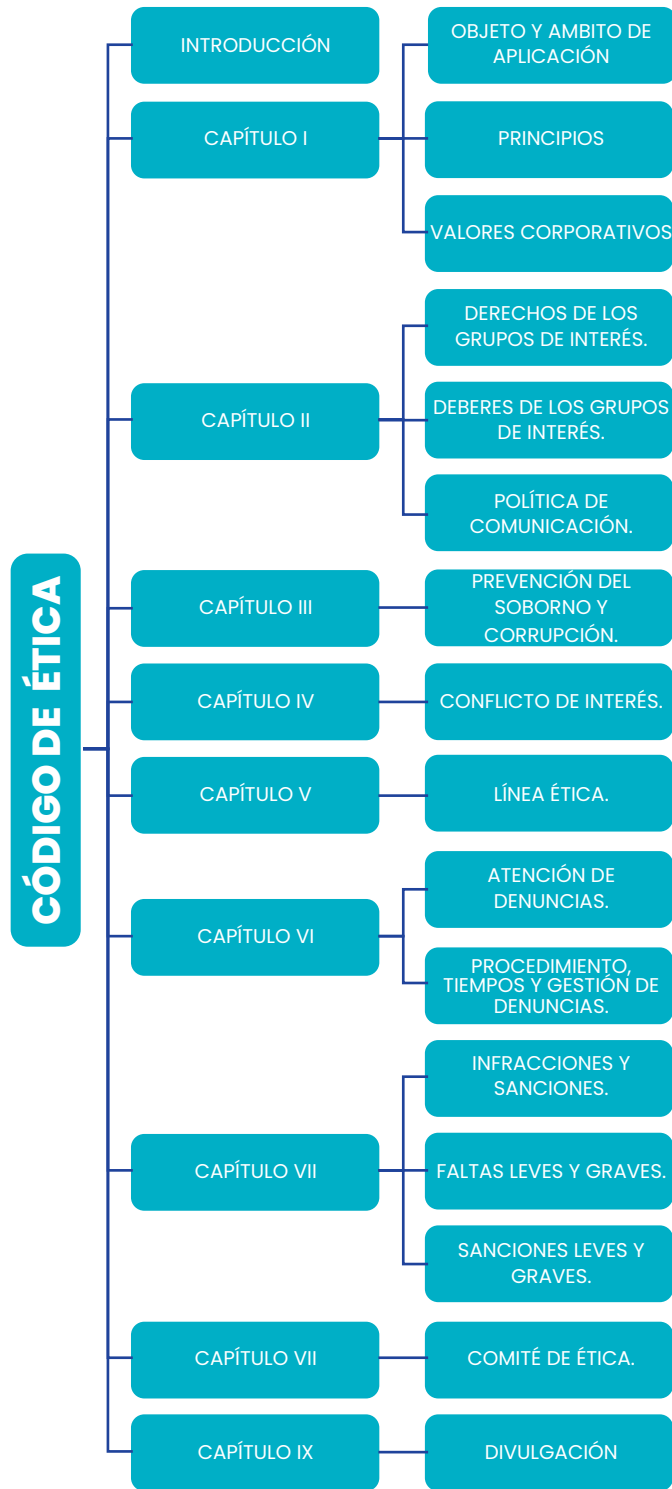 CÓDIGO DE ÉTICA
INTRODUCCIÓN
CAPÍTULO I
OBJETO Y AMBITO DE
APLICACIÓN
PRINCIPIOS
VALORES CORPORATIVOS
CAPÍTULO II
DERECHOS DE LOS
GRUPOS DE INTERÉS.
DEBERES DE LOS GRUPOS
DE INTERÉS.
POLÍTICA DE
COMUNICACIÓN.
CAPÍTULO III
PREVENCIÓN DEL
SOBORNO Y
CORRUPCIÓN.
CAPÍTULO IV
CONFLICTO DE INTERÉS.
CAPÍTULO V
LÍNEA ÉTICA.
CAPÍTULO VI
ATENCIÓN DE
DENUNCIAS.
PROCEDIMIENTO,
TIEMPOS Y GESTIÓN DE
DENUNCIAS.
CAPÍTULO VII
INFRACCIONES Y
SANCIONES.
FALTAS LEVES Y GRAVES.
SANCIONES LEVES Y
GRAVES.
CAPÍTULO VII
COMITÉ DE ÉTICA.
CAPÍTULO IX
DIVULGACIÓN